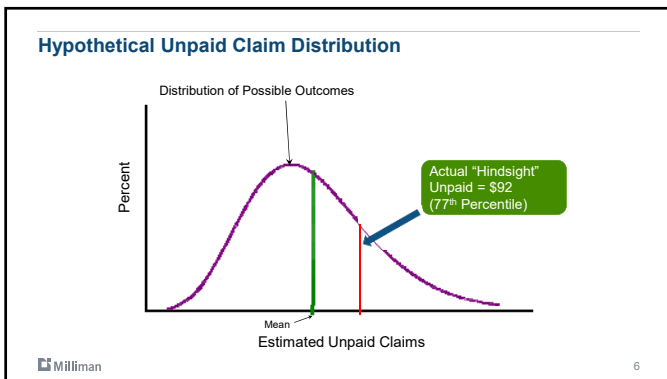 Hypothetical Unpaid Claim Distribution
Distribution of Possible Outcomes
Percent
Actual “Hindsight”
Unpaid = $92
(77th Percentile)
Mean
Estimated Unpaid Claims
Milliman
6